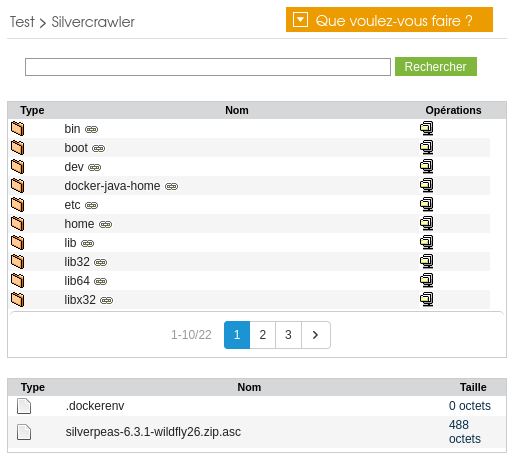 Test > Silvercrawler
Que voulez-vous faire ?
Rechercher
Type Nom Opérations
bin
boot
dev
docker-java-home
etc
home
lib
lib32
lib64
libx32
1-10/22 1 2 3 >
Type Nom Taille
.dockerenv 0 octets
silverpeas-6.3.1-wildfly26.zip.asc 488
octets